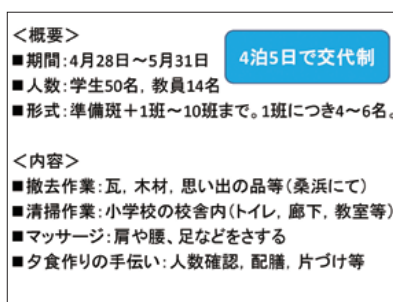 ＜概要＞
■期間：4月28日～5月31日
4泊5日で交代制
■人数：学生50名，教員14名
■形式：準備斑＋1班～10班まで。1班につき4～6名。
＜内容＞
■撤去作業：瓦，木材，思い出の品等（桑浜にて）
■清掃作業：小学校の校舎内（トイレ，廊下，教室等）
■マッサージ：肩や腰、足などをさする
■夕食作りの手伝い：人数確認，配膳，片づけ等